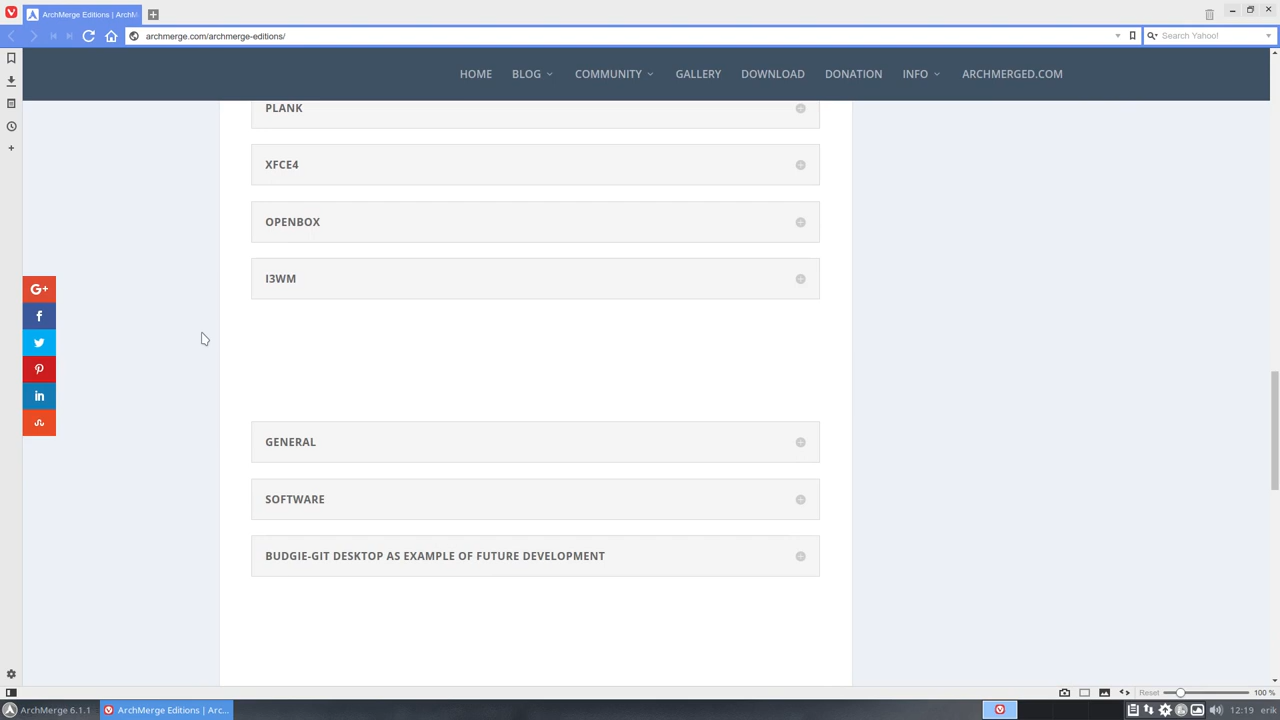 ArchMerge Editions | ArchM
archmerge.com/archmerge-editions/
Search Yahoo!
HOME BLOG COMMUNITY GALLERY DOWNLOAD DONATION INFO ARCHMERGED.COM
PLANK
XFCE4
OPENBOX
I3WM
G+
f
in
GENERAL
SOFTWARE
BUDGIE-GIT DESKTOP AS EXAMPLE OF FUTURE DEVELOPMENT
Reset 100 %
ArchMerge 6.1.1 ArchMerge Editions | Arc... 12:19 erik